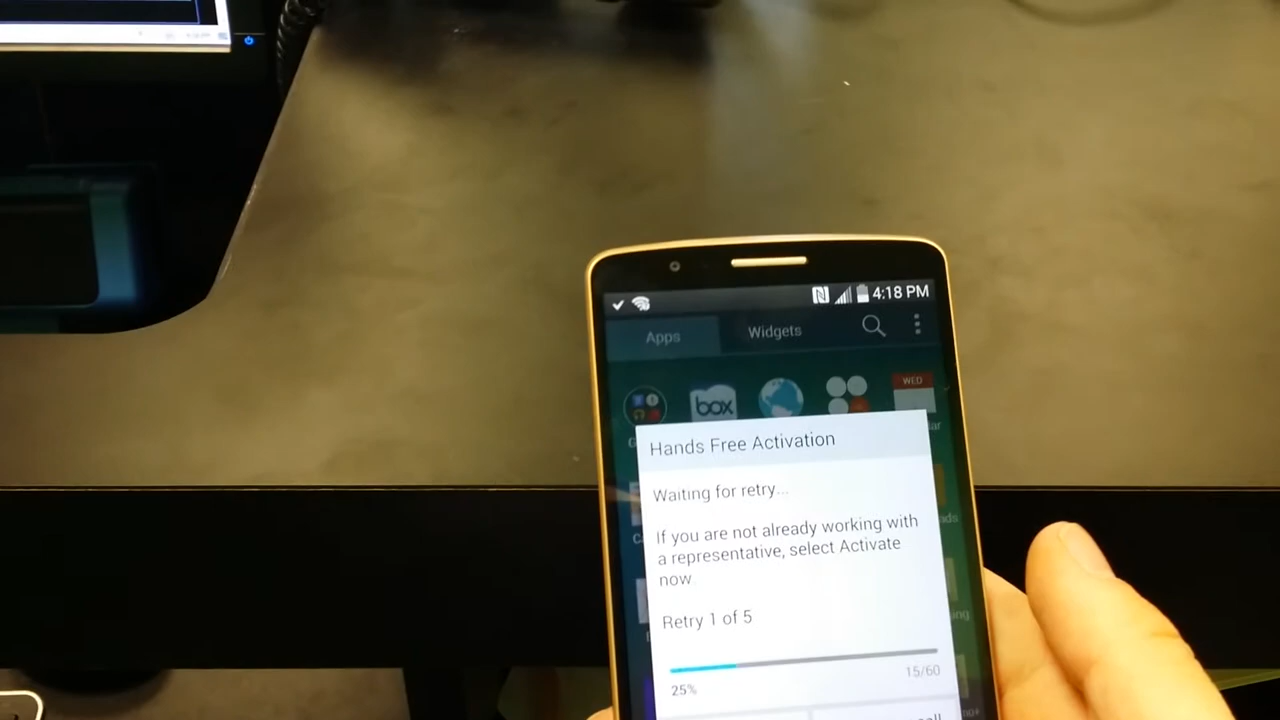 4:18 PM
Apps
Widgets
box
WED
Hands Free Activation
Waiting for retry...
If you are not already working with
a representative, select Activate
now
Retry 1 of 5
15/60
25%